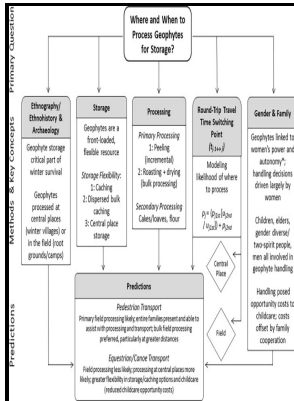 Primary Question
Where and When to
Process Geophytes
for Storage?
Methods & Key Concepts
Ethnography/
Ethnohistory &
Archaeology
Geophyte storage
critical part of
winter survival
Geophytes
processed at
central places
(winter villages) or
in the field (root
grounds/camps)
Storage
Geophytes are a
front-loaded,
flexible resource
Storage Flexibility:
1: Caching
2: Dispersed bulk
caching
3: Central place
storage
Processing
Primary Processing
1: Peeling
(incremental)
2: Roasting + drying
(bulk processing)
Secondary Processing
Cakes/loaves, flour
Round-Trip Travel
Time Switching
Point
Modeling
likelihood of where
to process
Central
Place
Field
Gender & Family
Geophytes linked to
women's power and
autonomy
handling decisions
driven largely by
women
Children, elders,
gender diverse/
two-spirit people,
men all involved in
geophyte handling
Handling posed
opportunity costs to
childcare; costs
offset by family
cooperation
Predictions
Predictions
Pedestrian Transport
Primary field processing likely; entire families present and able to
assist with processing and transport; bulk field processing
preferred, particularly at greater distances
Equestrian/Canoe Transport
Field processing less likely; processing at central places more
likely; greater flexibility in storage/caching options and childcare
(reduced childcare opportunity costs)